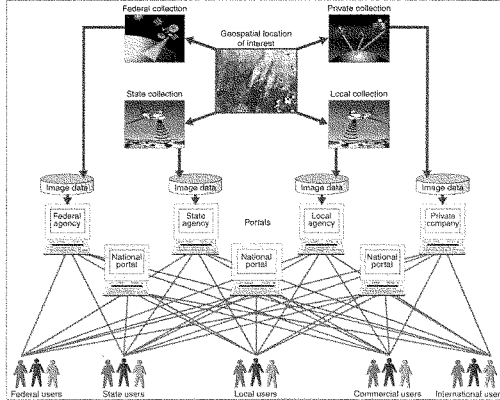 Federal collection
Geospatial location
of interest
Private collection
State collection
Local collection
Image data
Image data
Image data
Image data
Federal
agency
State
agency
Portals
Local
agency
Private
company
National
portal
National
portal
National
portal
Federal users
State users
Local users
Commercial users
International users